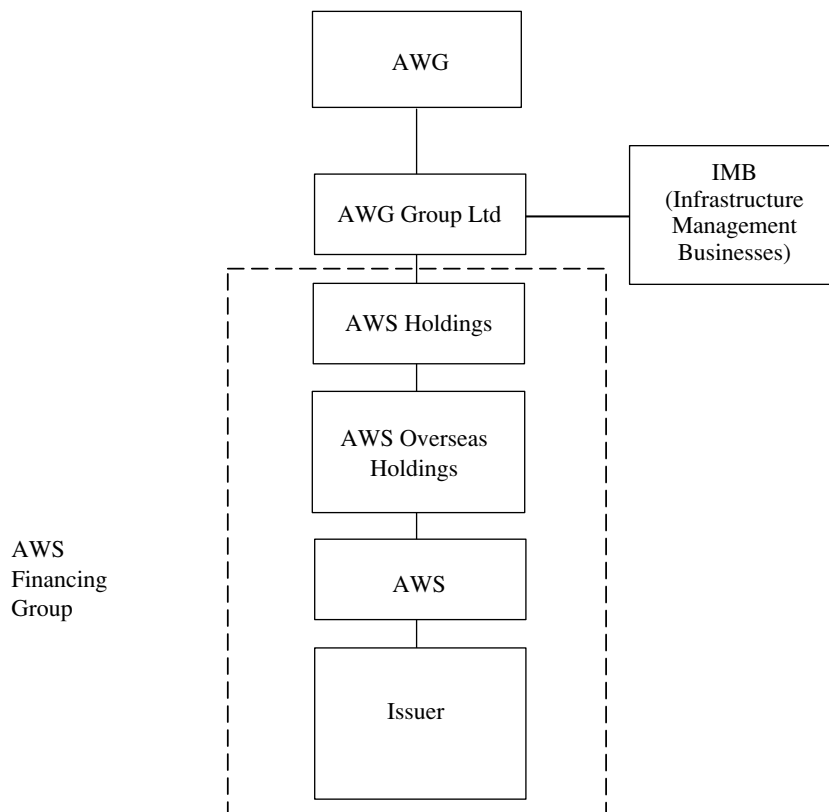 AWG
AWG Group Ltd
IMB
(Infrastructure
Management
Businesses)
AWS Holdings
AWS Overseas
Holdings
AWS
Financing
Group
AWS
Issuer